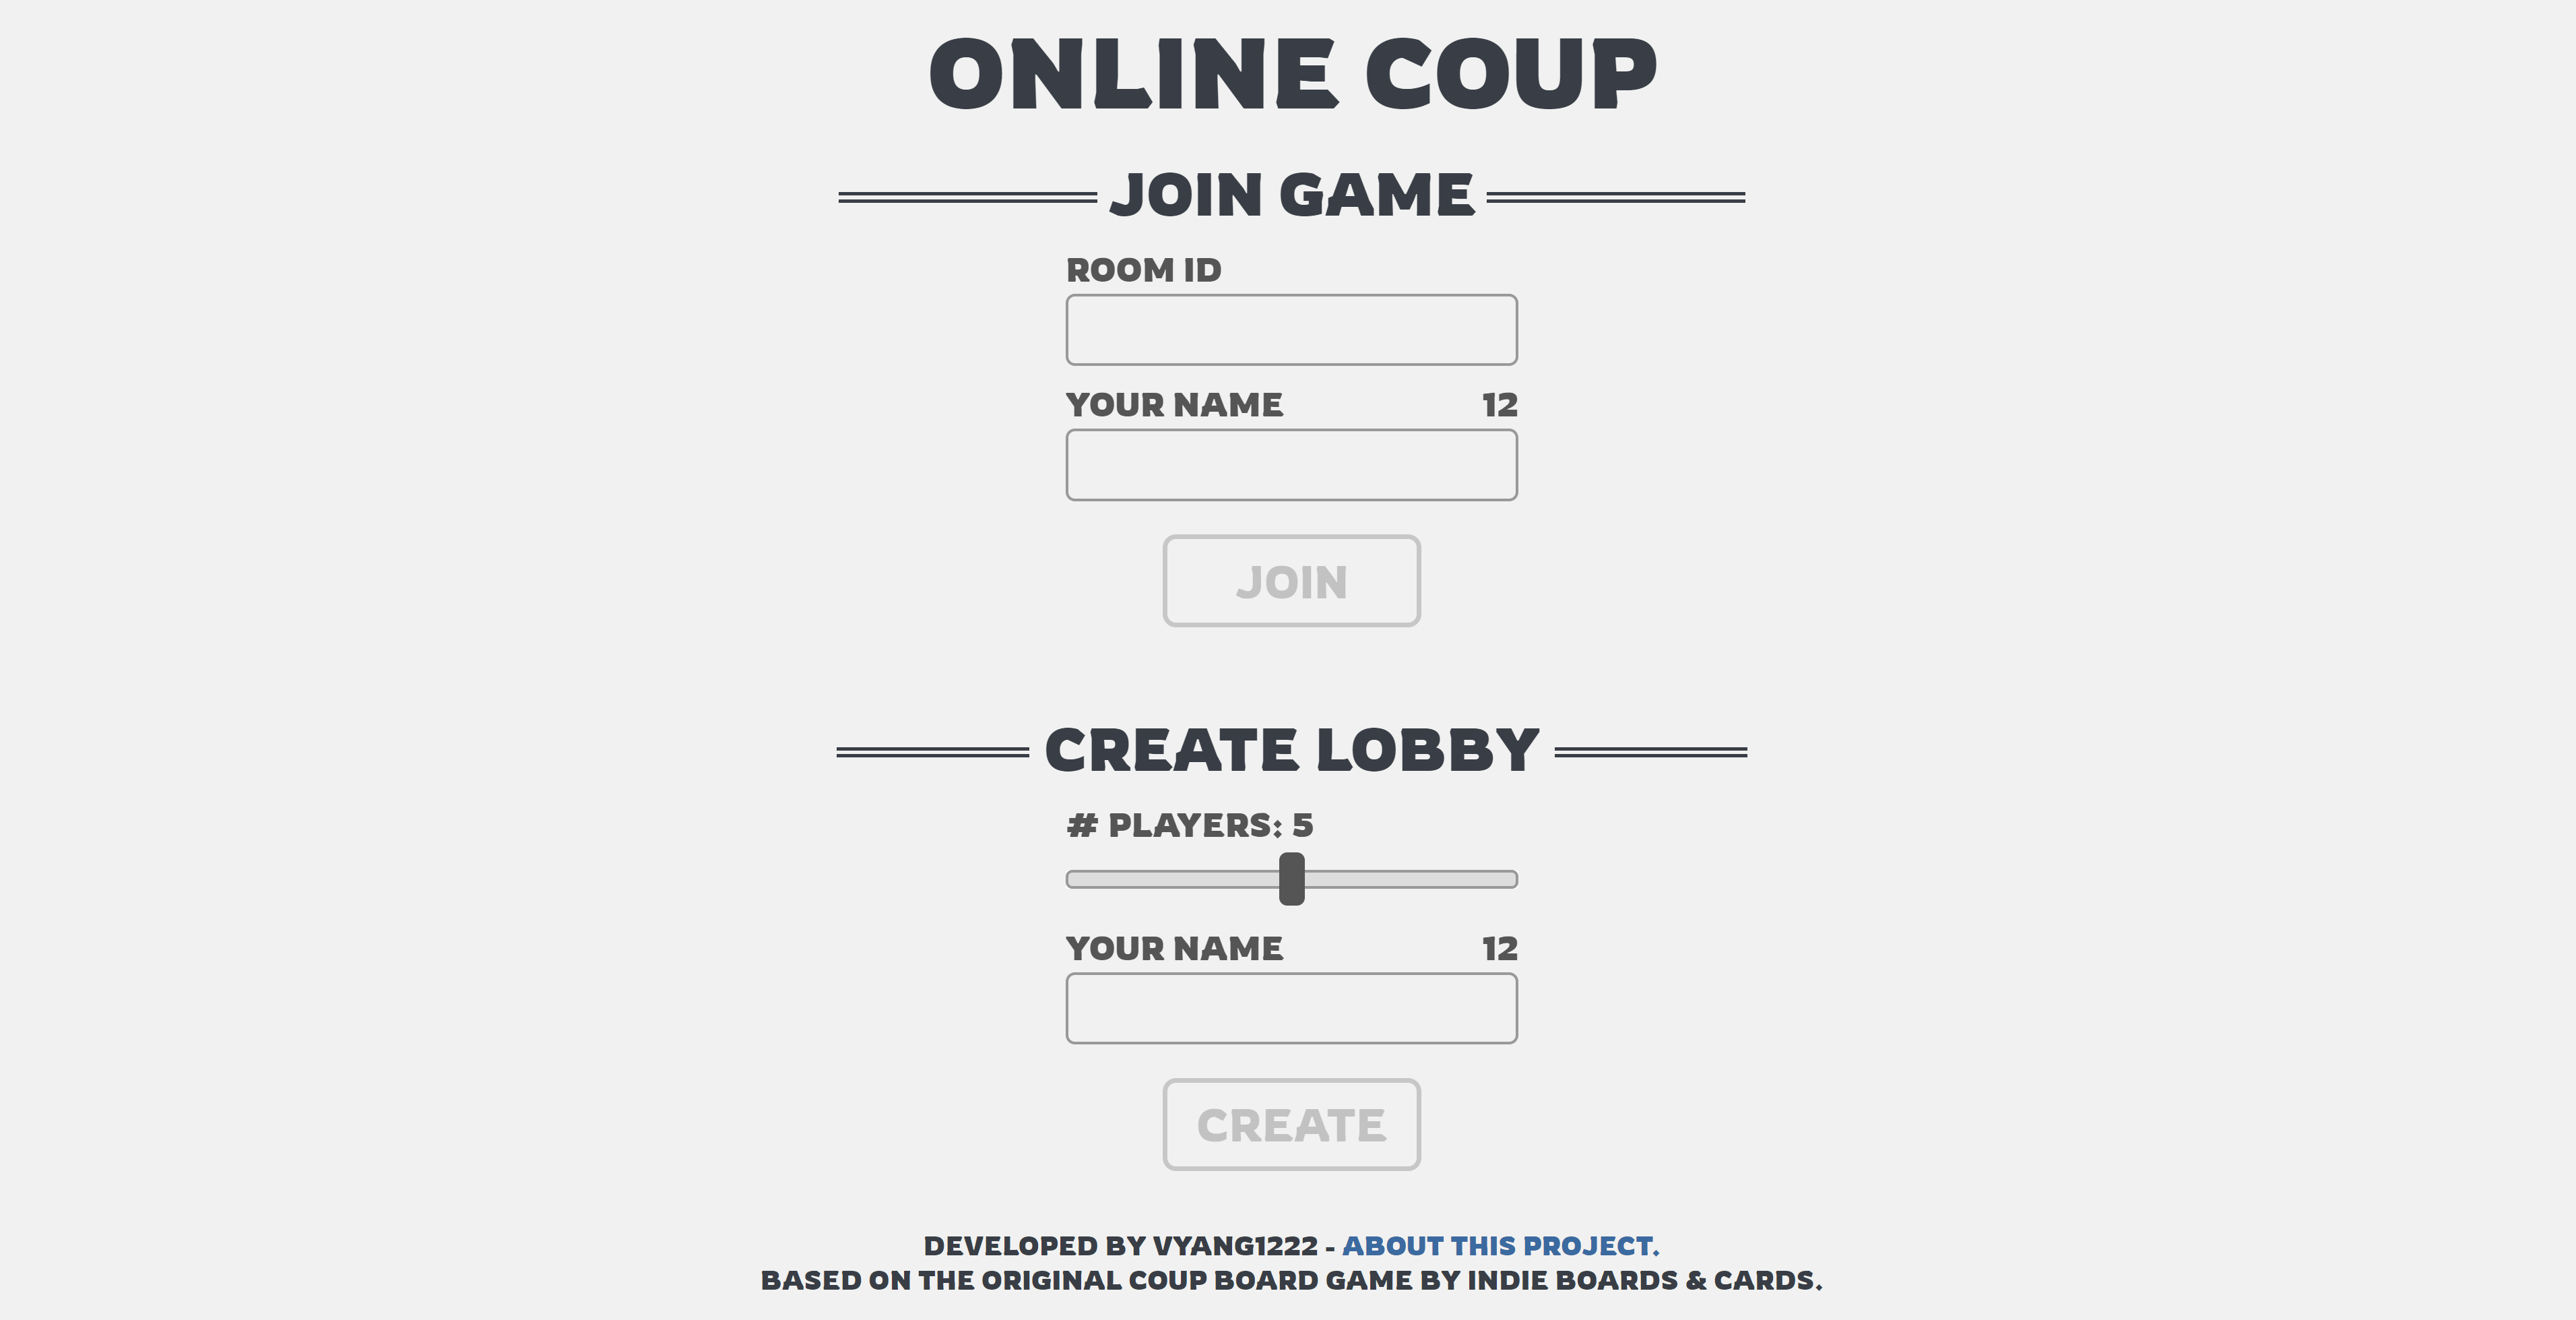 ONLINE COUP
JOIN GAME
ROOM ID
YOUR NAME 12
JOIN
CREATE LOBBY
# PLAYERS: 5
YOUR NAME 12
CREATE
DEVELOPED BY VYANG1222 - ABOUT THIS PROJECT.
BASED ON THE ORIGINAL COUP BOARD GAME BY INDIE BOARDS & CARDS.